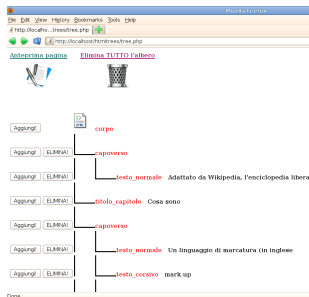 Mozilla Firefox
File Edit View History Bookmarks Tools Help
http://localho...trees/tree.php
http://localhost/htmltrees/tree.php
Anteprima pagina Elimina TUTTO l'albero
Aggiungi! corpo
Aggiungi! ELIMINA! capoverso
Aggiungi! ELIMINA! testo_normale Adattato da Wikipedia, l'enciclopedia libera
Aggiungi! ELIMINA! titolo_capitolo Cosa sono
Aggiungi! ELIMINA! capoverso
Aggiungi! ELIMINA! testo_normale Un linguaggio di marcatura (in inglese
Aggiungi! ELIMINA! testo_corsivo mark up
Done